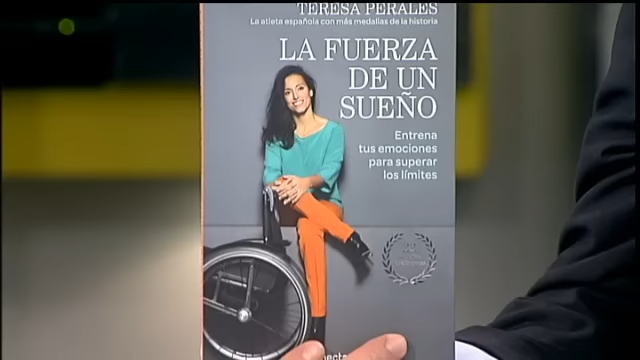 TERESA PERALES
La atleta española con más medallas de la historia
LA FUERZA
DE UN
SUEÑO
Entrena
tus emociones
para superar
los límites